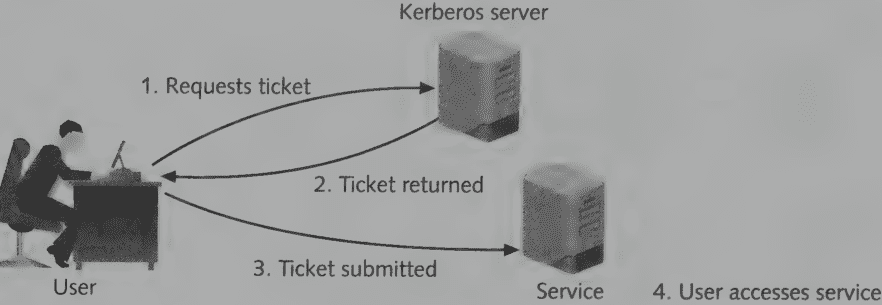 Kerberos server
1. Requests ticket
2. Ticket returned
3. Ticket submitted
User
Service
4. User accesses service